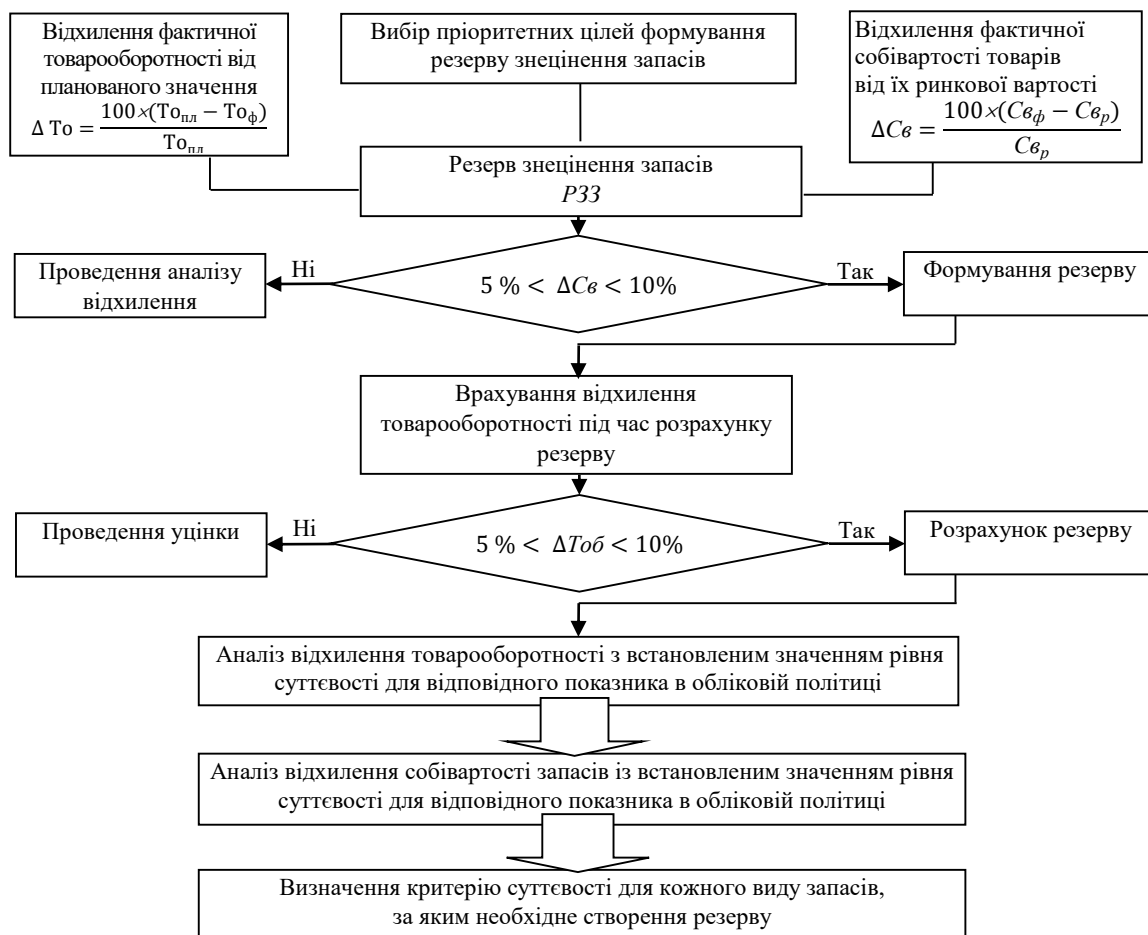 Відхилення фактичної
товарооборотності від
планованого значення
Δ То = 100×(То_пл − То_ф) / То_пл
Вибір пріоритетних цілей формування
резерву знецінення запасів
Відхилення фактичної
собівартості товарів
від їх ринкової вартості
ΔСв = 100×(Св_ф − Св_р) / Св_р
Резерв знецінення запасів
РЗЗ
Проведення аналізу
відхилення
Ні
5 % < ΔСв < 10%
Так
Формування резерву
Врахування відхилення
товарооборотності під час розрахунку
резерву
Проведення уцінки
Ні
5 % < ΔТоб < 10%
Так
Розрахунок резерву
Аналіз відхилення товарооборотності з встановленим значенням рівня
суттєвості для відповідного показника в обліковій політиці
Аналіз відхилення собівартості запасів із встановленим значенням рівня
суттєвості для відповідного показника в обліковій політиці
Визначення критерію суттєвості для кожного виду запасів,
за яким необхідне створення резерву